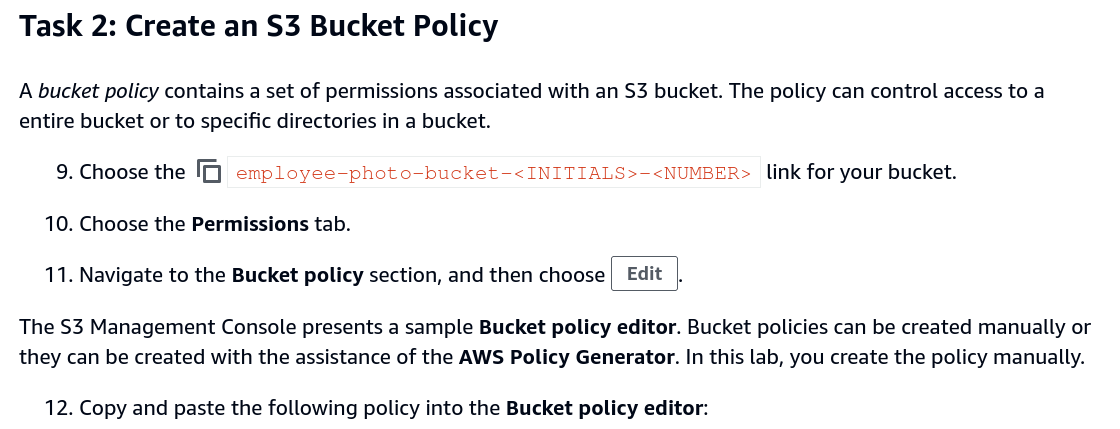 Task 2: Create an S3 Bucket Policy
A bucket policy contains a set of permissions associated with an S3 bucket. The policy can control access to a
entire bucket or to specific directories in a bucket.
9. Choose the employee-photo-bucket-<INITIALS>-<NUMBER> link for your bucket.
10. Choose the Permissions tab.
11. Navigate to the Bucket policy section, and then choose Edit.
The S3 Management Console presents a sample Bucket policy editor. Bucket policies can be created manually or
they can be created with the assistance of the AWS Policy Generator. In this lab, you create the policy manually.
12. Copy and paste the following policy into the Bucket policy editor: